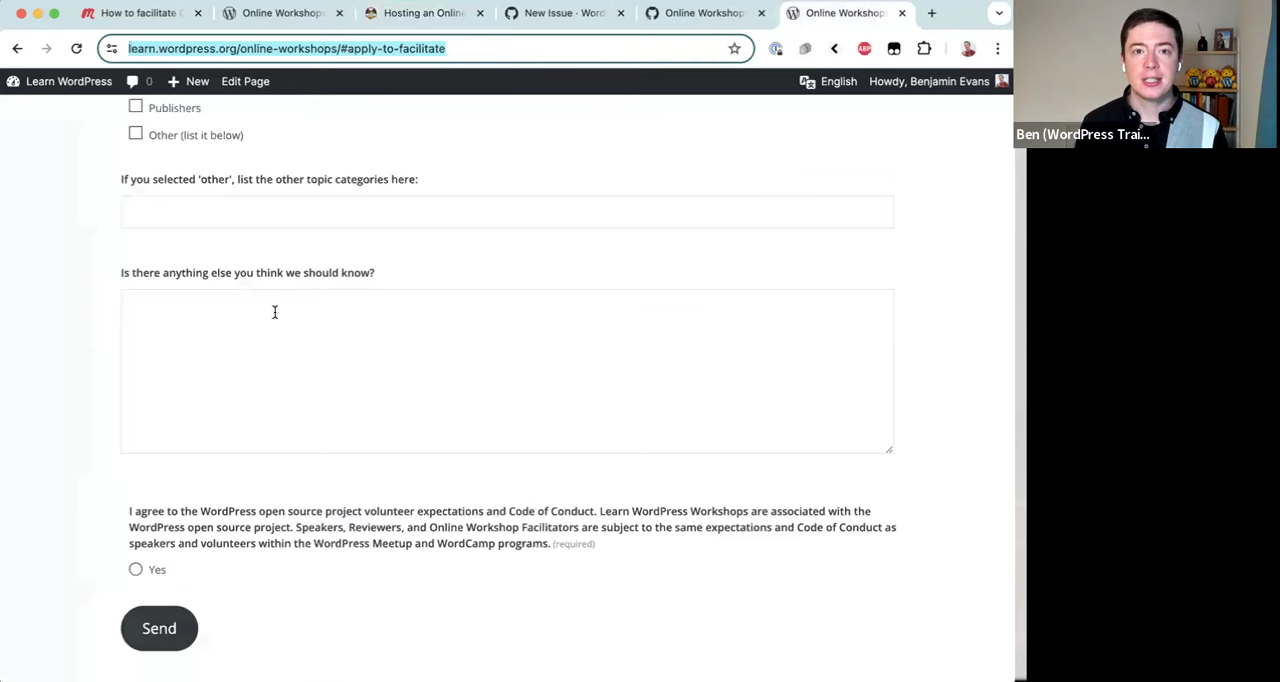 How to facilitate
Online Workshops
Hosting an Online
New Issue · Word
Online Workshop
Online Workshop
learn.wordpress.org/online-workshops/#apply-to-facilitate
ABP
Learn WordPress
0
New
Edit Page
English
Howdy, Benjamin Evans
Ben (WordPress Trai...
Publishers
Other (list it below)
If you selected 'other', list the other topic categories here:
Is there anything else you think we should know?
I agree to the WordPress open source project volunteer expectations and Code of Conduct. Learn WordPress Workshops are associated with the
WordPress open source project. Speakers, Reviewers, and Online Workshop Facilitators are subject to the same expectations and Code of Conduct as
speakers and volunteers within the WordPress Meetup and WordCamp programs. (required)
Yes
Send